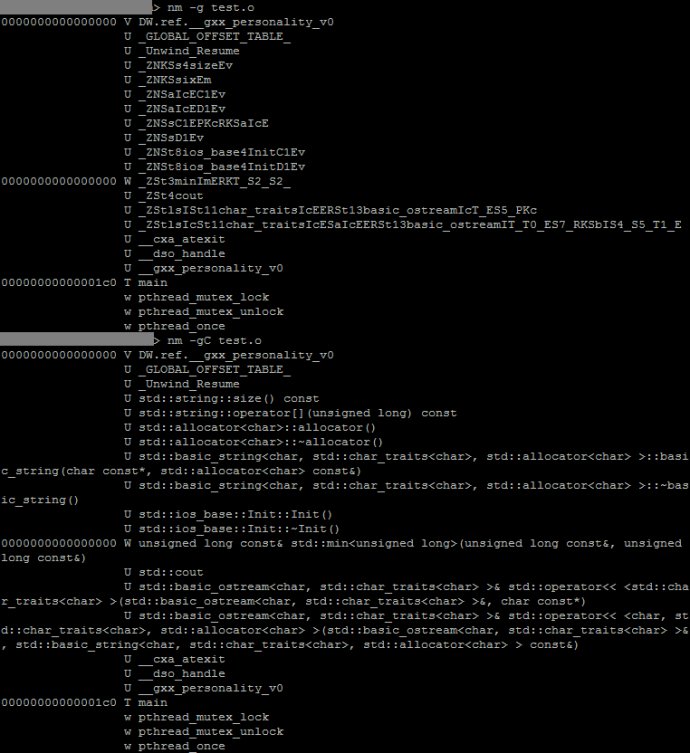 > nm -g test.o
0000000000000000 V DW.ref.__gxx_personality_v0
U _GLOBAL_OFFSET_TABLE_
U _Unwind_Resume
U _ZNKSs4sizeEv
U _ZNKSsixEm
U _ZNSaIcEC1Ev
U _ZNSaIcED1Ev
U _ZNSsC1EPKcRKSaIcE
U _ZNSsD1Ev
U _ZNSt8ios_base4InitC1Ev
U _ZNSt8ios_base4InitD1Ev
0000000000000000 W _ZSt3minImERKT_S2_S2_
U _ZSt4cout
U _ZStlsISt11char_traitsIcEERSt13basic_ostreamIcT_ES5_PKc
U _ZStlsIcSt11char_traitsIcESaIcEERSt13basic_ostreamIT_T0_ES7_RKSbIS4_S5_T1_E
U __cxa_atexit
U __dso_handle
U __gxx_personality_v0
00000000000001c0 T main
w pthread_mutex_lock
w pthread_mutex_unlock
w pthread_once
> nm -gC test.o
0000000000000000 V DW.ref.__gxx_personality_v0
U _GLOBAL_OFFSET_TABLE_
U _Unwind_Resume
U std::string::size() const
U std::string::operator[](unsigned long) const
U std::allocator<char>::allocator()
U std::allocator<char>::~allocator()
U std::basic_string<char, std::char_traits<char>, std::allocator<char> >::basi
c_string(char const*, std::allocator<char> const&)
U std::basic_string<char, std::char_traits<char>, std::allocator<char> >::~bas
ic_string()
U std::ios_base::Init::Init()
U std::ios_base::Init::~Init()
0000000000000000 W unsigned long const& std::min<unsigned long>(unsigned long const&, unsigned
long const&)
U std::cout
U std::basic_ostream<char, std::char_traits<char> >& std::operator<< <std::cha
r_traits<char> >(std::basic_ostream<char, std::char_traits<char> >&, char const*)
U std::basic_ostream<char, std::char_traits<char> >& std::operator<< <char, st
d::char_traits<char>, std::allocator<char> >(std::basic_ostream<char, std::char_traits<char> >&
, std::basic_string<char, std::char_traits<char>, std::allocator<char> > const&)
U __cxa_atexit
U __dso_handle
U __gxx_personality_v0
00000000000001c0 T main
w pthread_mutex_lock
w pthread_mutex_unlock
w pthread_once